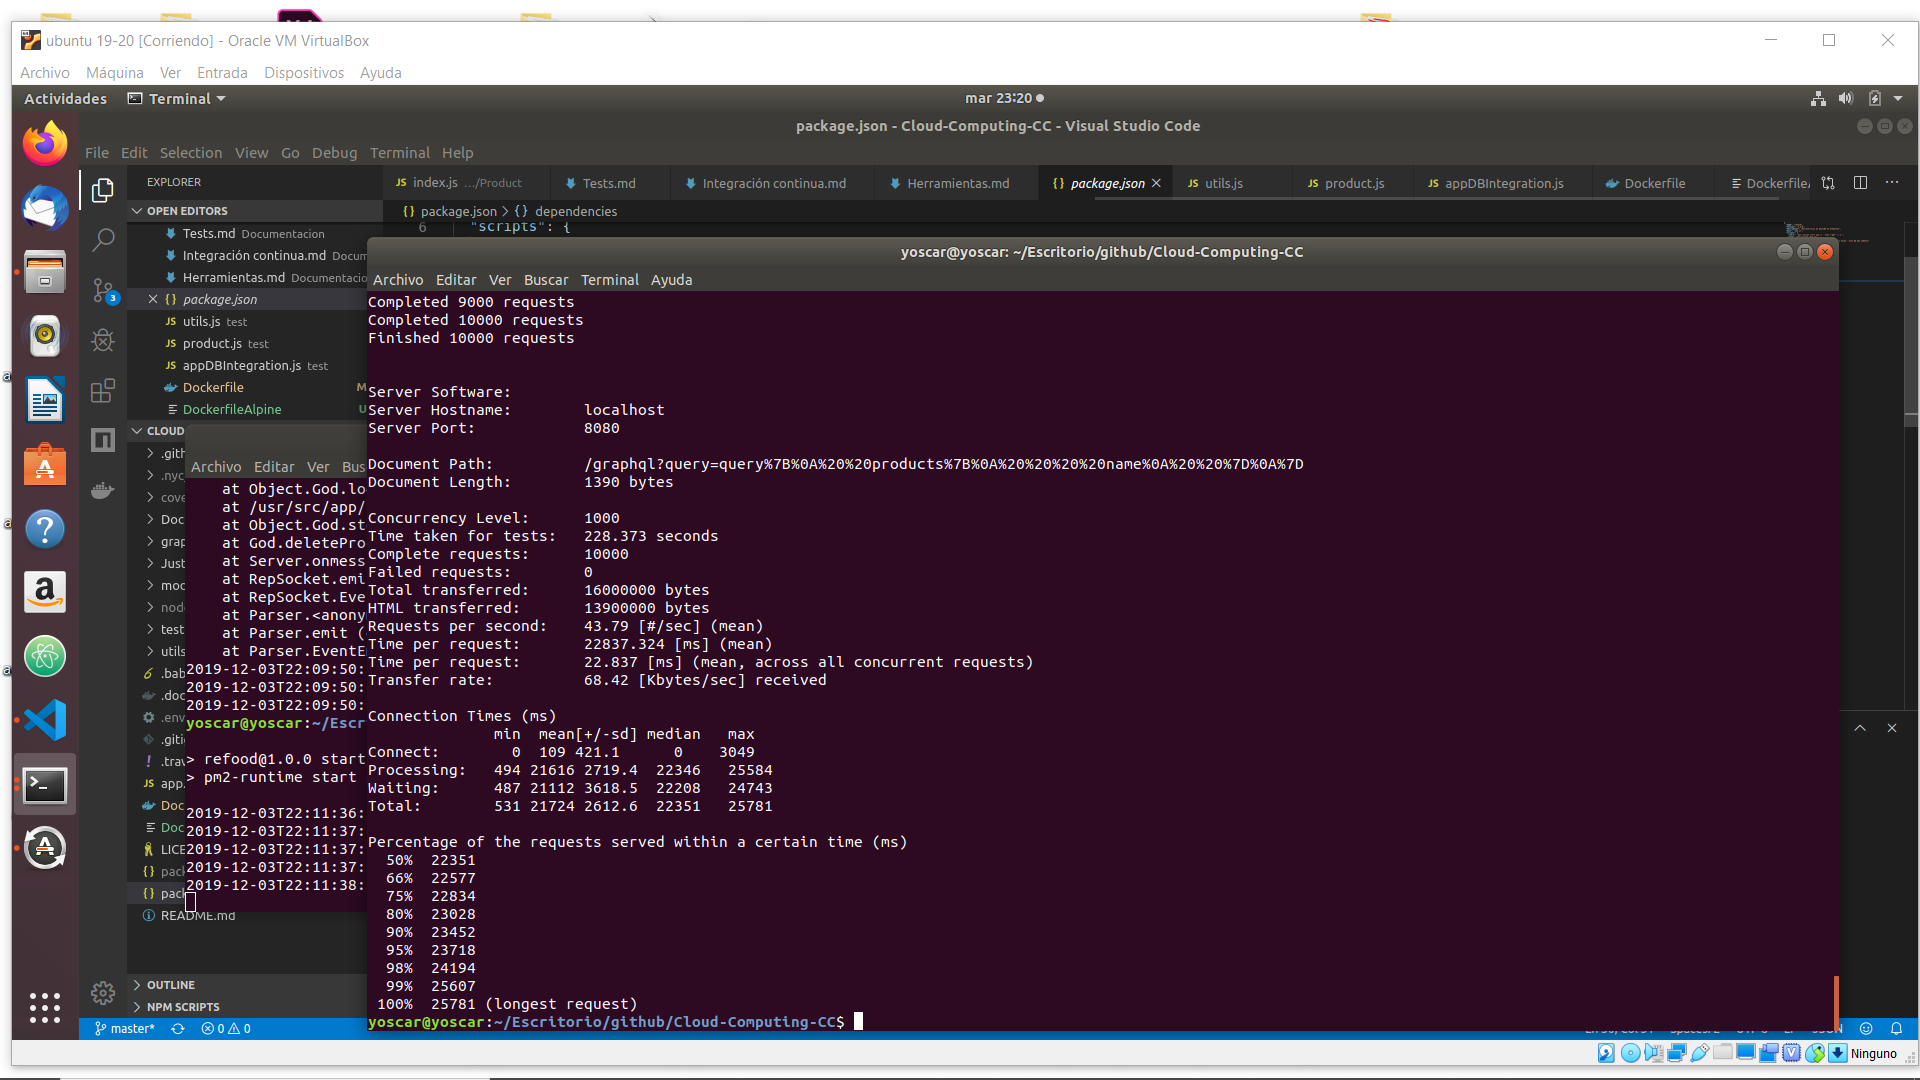 ubuntu 19-20 [Corriendo] - Oracle VM VirtualBox
Archivo Máquina Ver Entrada Dispositivos Ayuda
Actividades Terminal mar 23:20
package.json - Cloud-Computing-CC - Visual Studio Code
File Edit Selection View Go Debug Terminal Help
EXPLORER
JS index.js .../Product Tests.md Integración continua.md Herramientas.md {} package.json JS utils.js JS product.js JS appDBIntegration.js Dockerfile Dockerfile
OPEN EDITORS
{} package.json > {} dependencies
6 "scripts": {
Tests.md Documentacion
Integración continua.md Docum
Herramientas.md Documentacio
{} package.json
JS utils.js test
JS product.js test
JS appDBIntegration.js test
Dockerfile M
DockerfileAlpine U
3
CLOUD
.gith
.nyc
cove
Doc
grap
Just
moc
node
test
utils
.bab
.doc
.env
.giti
.trav
JS app.
Doc
Doc
LICE
{} pack
{} pack
README.md
OUTLINE
NPM SCRIPTS
master* 0 0
Archivo Editar Ver Bus
at Object.God.lo
at /usr/src/app/
at Object.God.st
at God.deletePro
at Server.onmess
at RepSocket.emi
at RepSocket.Eve
at Parser.<anony
at Parser.emit (
at Parser.EventE
2019-12-03T22:09:50:
2019-12-03T22:09:50:
2019-12-03T22:09:50:
yoscar@yoscar:~/Escr
> refood@1.0.0 start
> pm2-runtime start
2019-12-03T22:11:36:
2019-12-03T22:11:37:
2019-12-03T22:11:37:
2019-12-03T22:11:37:
2019-12-03T22:11:38:
yoscar@yoscar: ~/Escritorio/github/Cloud-Computing-CC
Archivo Editar Ver Buscar Terminal Ayuda
Completed 9000 requests
Completed 10000 requests
Finished 10000 requests
Server Software:
Server Hostname: localhost
Server Port: 8080
Document Path: /graphql?query=query%7B%0A%20%20products%7B%0A%20%20%20%20name%0A%20%20%7D%0A%7D
Document Length: 1390 bytes
Concurrency Level: 1000
Time taken for tests: 228.373 seconds
Complete requests: 10000
Failed requests: 0
Total transferred: 16000000 bytes
HTML transferred: 13900000 bytes
Requests per second: 43.79 [#/sec] (mean)
Time per request: 22837.324 [ms] (mean)
Time per request: 22.837 [ms] (mean, across all concurrent requests)
Transfer rate: 68.42 [Kbytes/sec] received
Connection Times (ms)
min mean[+/-sd] median max
Connect: 0 109 421.1 0 3049
Processing: 494 21616 2719.4 22346 25584
Waiting: 487 21112 3618.5 22208 24743
Total: 531 21724 2612.6 22351 25781
Percentage of the requests served within a certain time (ms)
50% 22351
66% 22577
75% 22834
80% 23028
90% 23452
95% 23718
98% 24194
99% 25607
100% 25781 (longest request)
yoscar@yoscar:~/Escritorio/github/Cloud-Computing-CC$
Ninguno